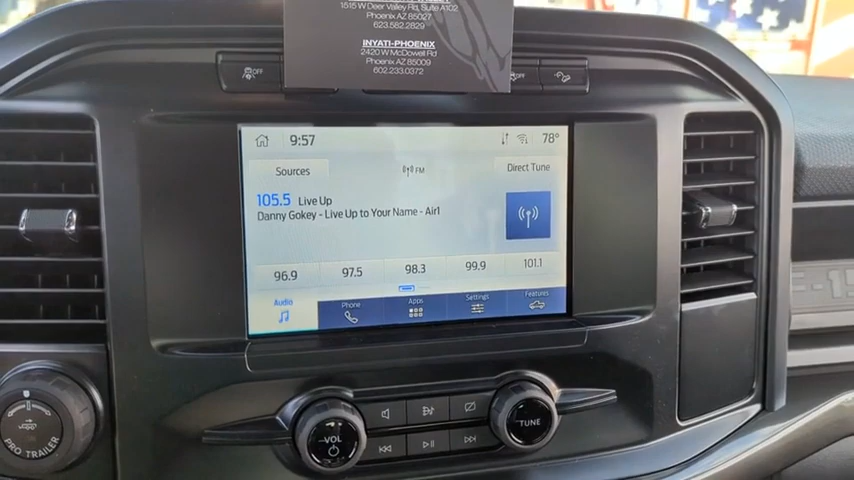 1515 W Deer Valley Rd, Suite A102
Phoenix AZ 85027
623.582.2829
INYATI-PHOENIX
2420 W McDowell Rd
Phoenix AZ 85009
602.233.0372
OFF
OFF
9:57
78°
Sources
FM
Direct Tune
105.5 Live Up
Danny Gokey - Live Up to Your Name - Air1
96.9 97.5 98.3 99.9 101.1
Audio Phone Apps Settings Features
F-15
PRO TRAILER
VOL
TUNE